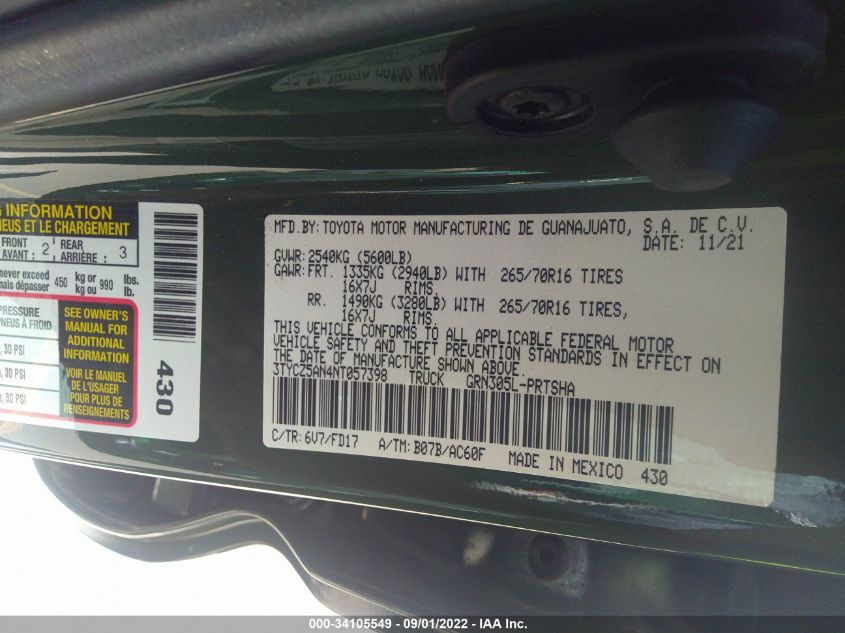 G INFORMATION
NEUS ET LE CHARGEMENT
FRONT
AVANT : 2
REAR
ARRIÈRE : 3
never exceed
mais dépasser
450 kg or kg ou 990 lbs. lb.
PRESSURE
PNEUS À FROID
, 30 PSI
, 30 PSI
, 30 PSI
SEE OWNER'S
MANUAL FOR
ADDITIONAL
INFORMATION
VOIR LE MANUEL
DE L'USAGER
POUR PLUS DE
RENSEIGNEMENTS
430
MFD.BY:TOYOTA MOTOR MANUFACTURING DE GUANAJUATO, S.A. DE C.V.
DATE: 11/21
GVWR:2540KG (5600LB)
GAWR:FRT. 1335KG (2940LB) WITH 265/70R16 TIRES
16X7J RIMS,
RR. 1490KG (3280LB) WITH 265/70R16 TIRES,
16X7J RIMS.
THIS VEHICLE CONFORMS TO ALL APPLICABLE FEDERAL MOTOR
VEHICLE SAFETY AND THEFT PREVENTION STANDARDS IN EFFECT ON
THE DATE OF MANUFACTURE SHOWN ABOVE.
3TYCZ5AN4NT057398 TRUCK GRN305L-PRTSHA
C/TR:6V7/FD17 A/TM:B07B/AC60F MADE IN MEXICO 430
000-34105549 - 09/01/2022 - IAA Inc.